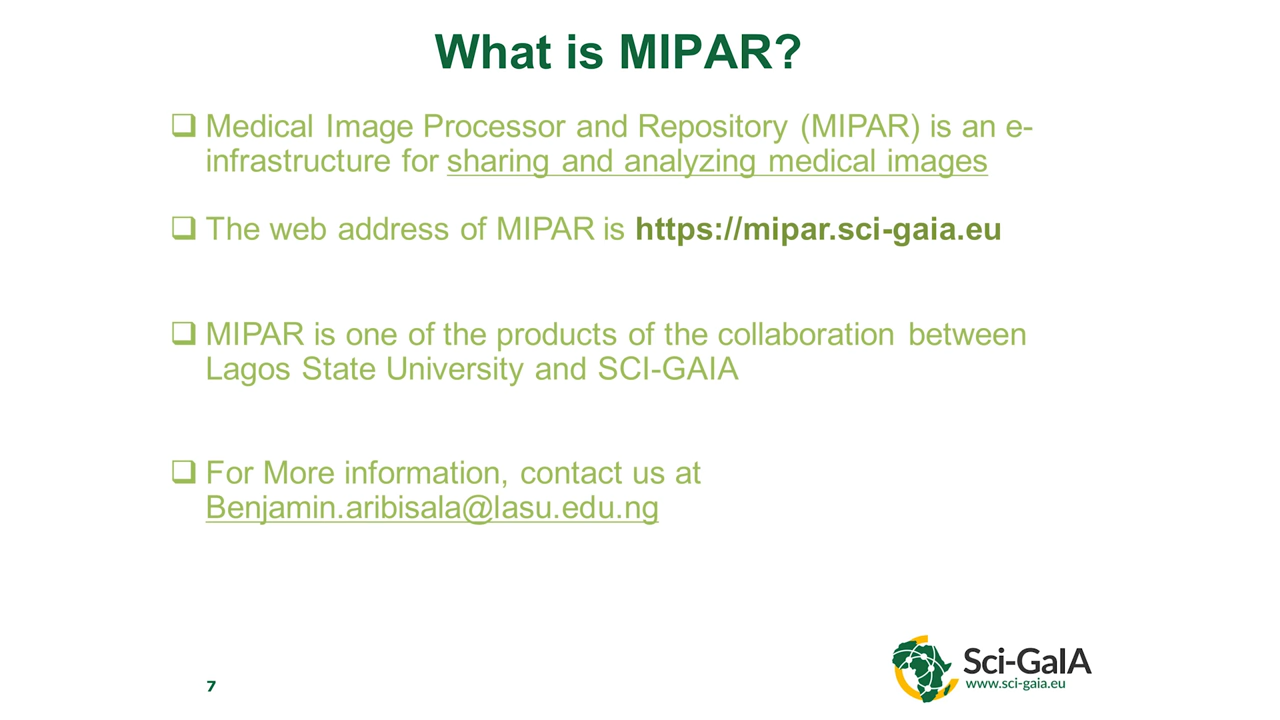 What is MIPAR?
Medical Image Processor and Repository (MIPAR) is an e-
infrastructure for sharing and analyzing medical images
The web address of MIPAR is https://mipar.sci-gaia.eu
MIPAR is one of the products of the collaboration between
Lagos State University and SCI-GAIA
For More information, contact us at
Benjamin.aribisala@lasu.edu.ng
7
Sci-GaIA
www.sci-gaia.eu